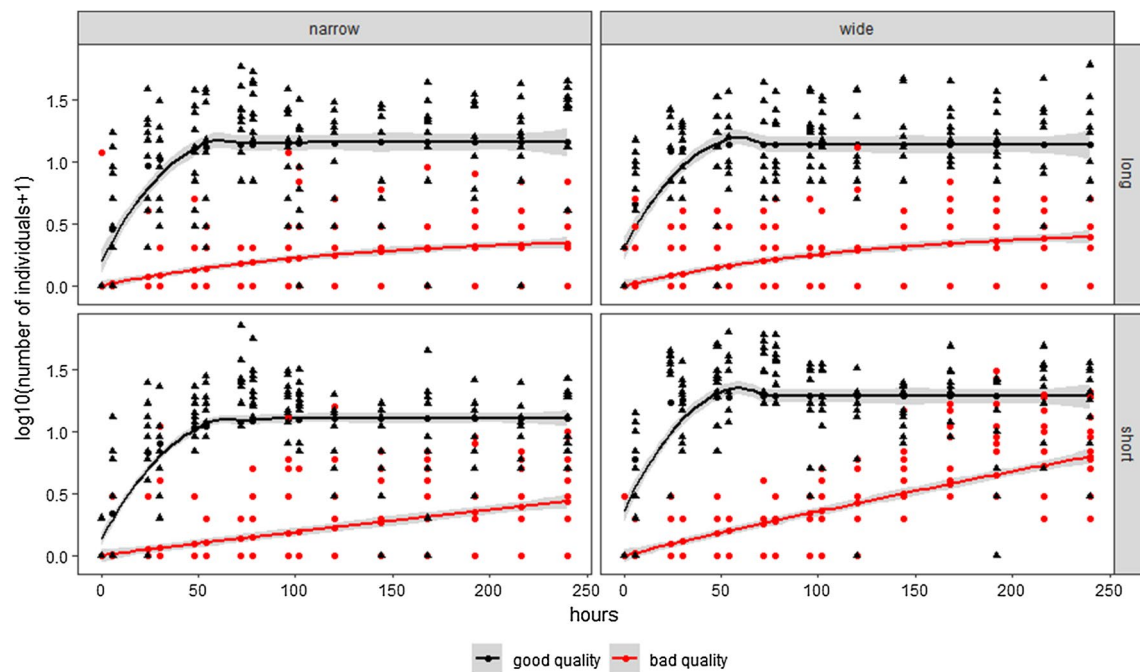 narrow wide
log10(number of individuals+1)
1.5
1.0
0.5
0.0
long
1.5
1.0
0.5
0.0
short
0 50 100 150 200 250 0 50 100 150 200 250
hours
good quality bad quality